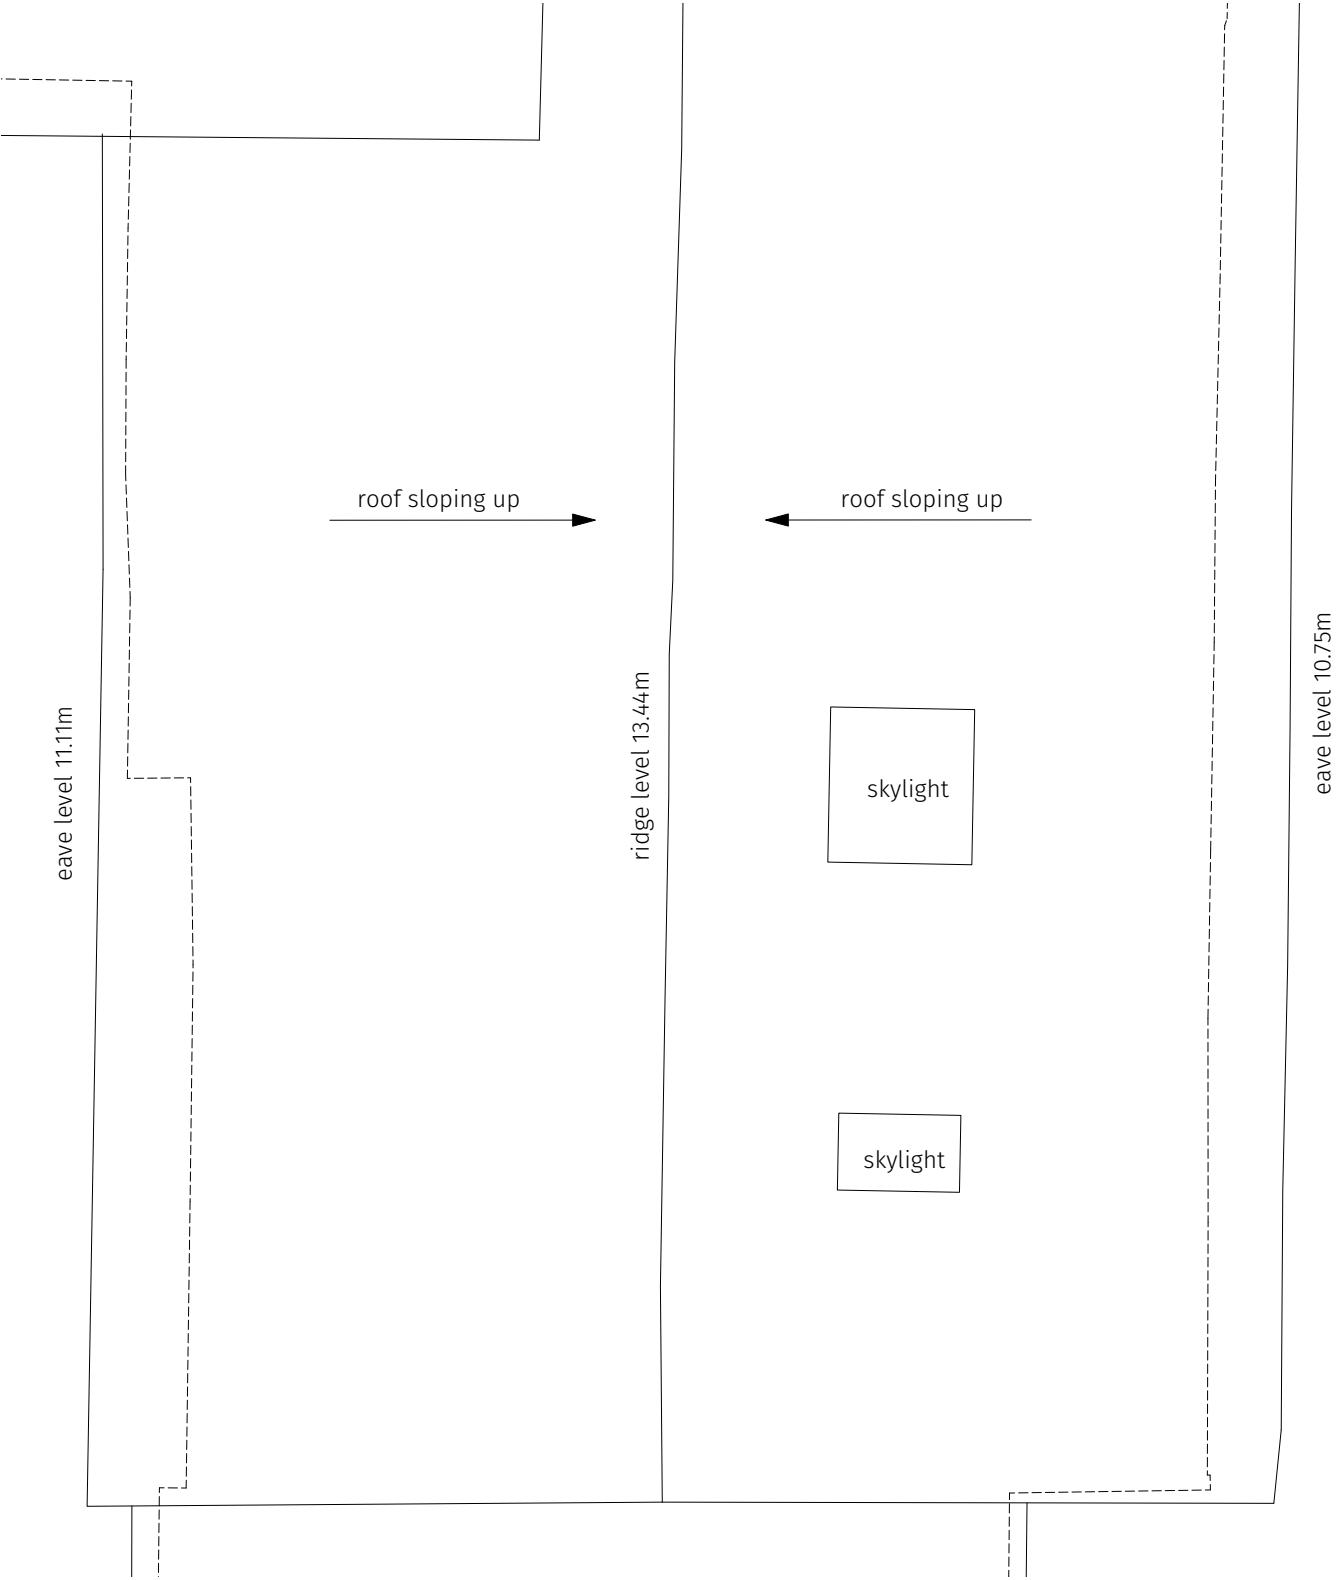 roof sloping up
roof sloping up
eave level 11.11m
ridge level 13.44m
eave level 10.75m
skylight
skylight